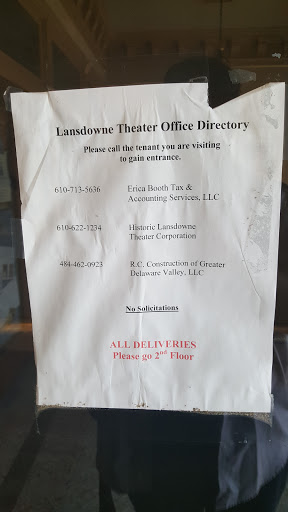 Lansdowne Theater Office Directory
Please call the tenant you are visiting
to gain entrance.
610-713-5636 Erica Booth Tax &
Accounting Services, LLC
610-622-1234 Historic Lansdowne
Theater Corporation
484-462-0923 R.C. Construction of Greater
Delaware Valley, LLC
No Solicitations
ALL DELIVERIES
Please go 2nd Floor